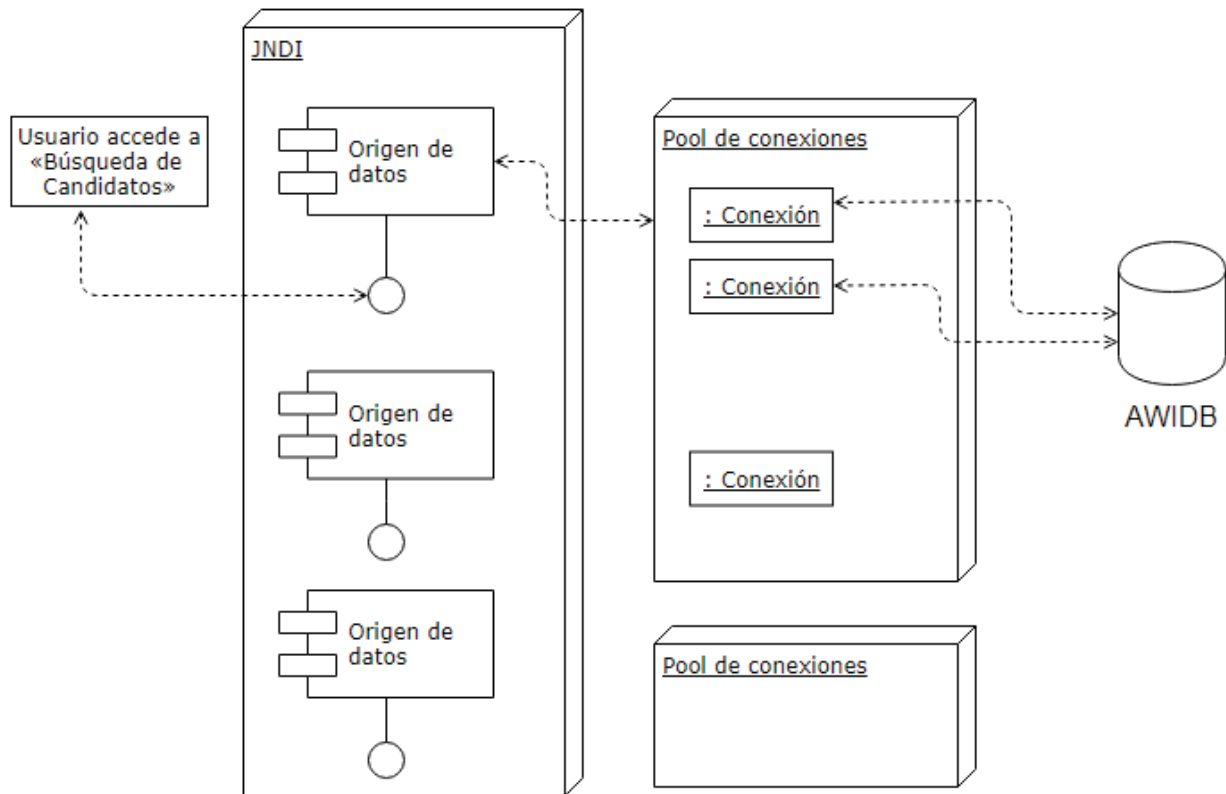 JNDI
Usuario accede a
«Búsqueda de
Candidatos»
Origen de
datos
Pool de conexiones
: Conexión
: Conexión
AWIDB
Origen de
datos
: Conexión
Origen de
datos
Pool de conexiones